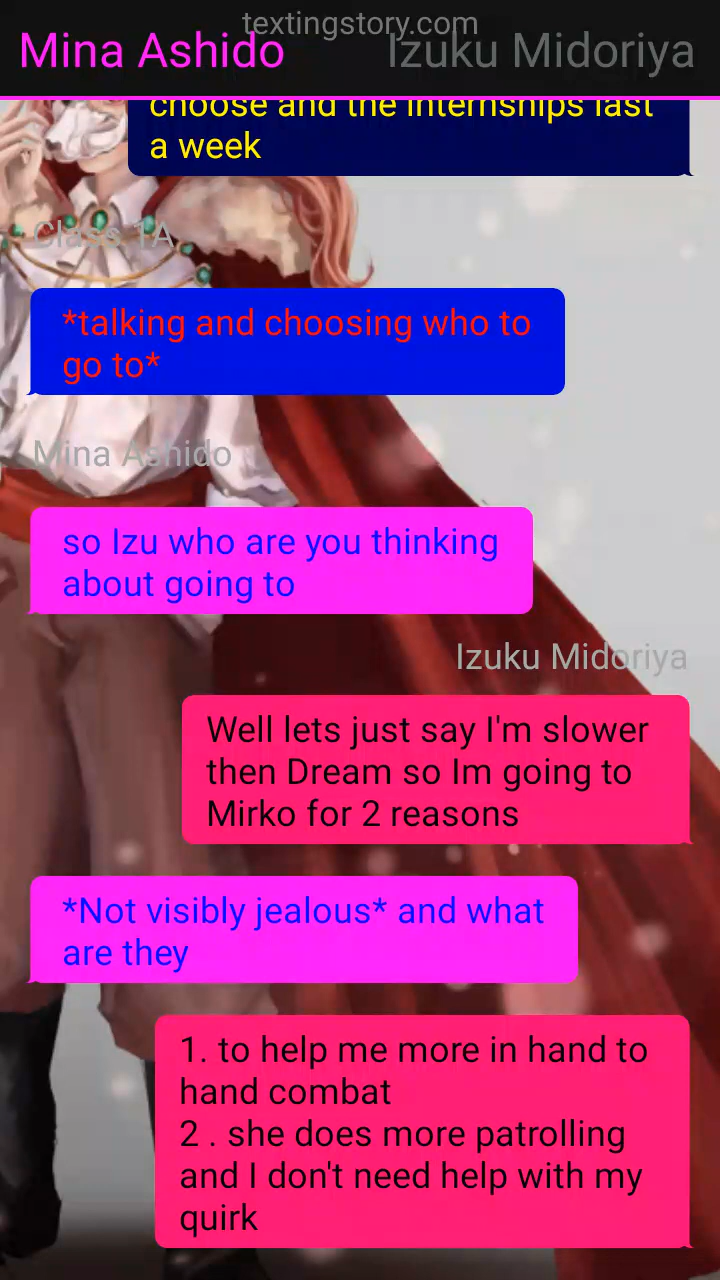 textingstory.com
Mina Ashido
Izuku Midoriya
choose and the internships last
a week
Class 1A
*talking and choosing who to
go to*
Mina Ashido
so Izu who are you thinking
about going to
Izuku Midoriya
Well lets just say I'm slower
then Dream so Im going to
Mirko for 2 reasons
*Not visibly jealous* and what
are they
1. to help me more in hand to
hand combat
2 . she does more patrolling
and I don't need help with my
quirk